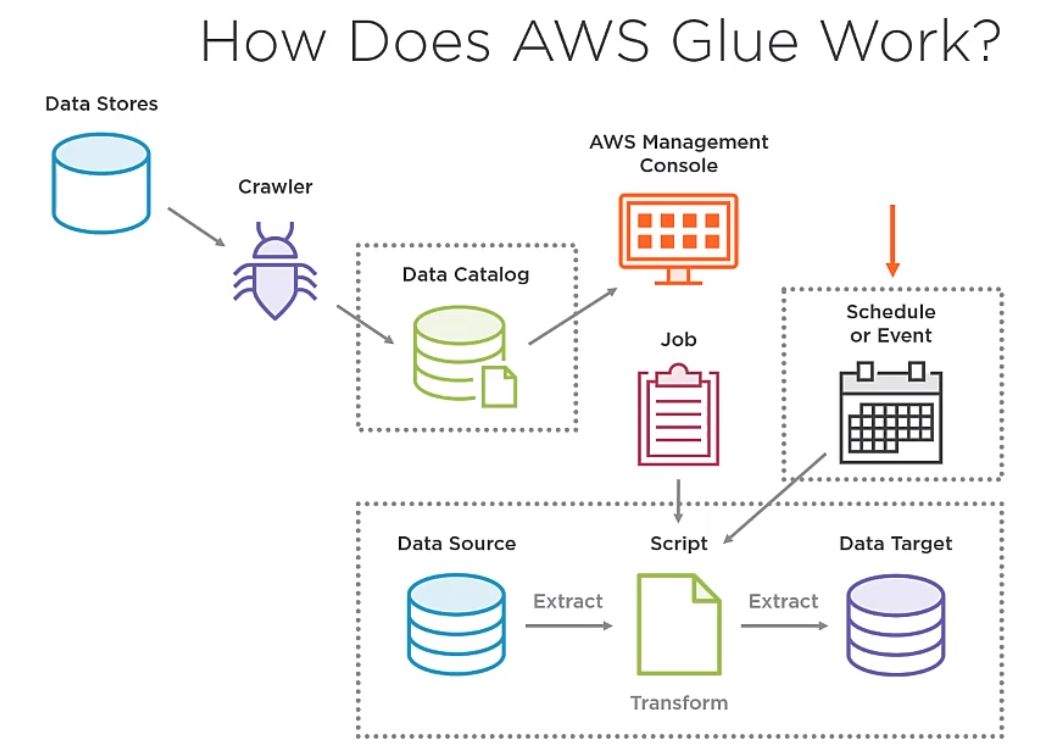 How Does AWS Glue Work?
Data Stores
Crawler
Data Catalog
AWS Management
Console
Job
Schedule
or Event
Data Source
Extract
Script
Transform
Extract
Data Target